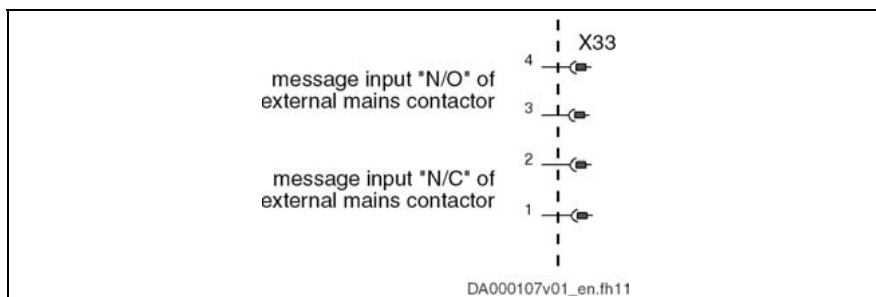 X33
4
message input "N/O" of
external mains contactor
3
2
message input "N/C" of
external mains contactor
1
DA000107v01_en.fh11